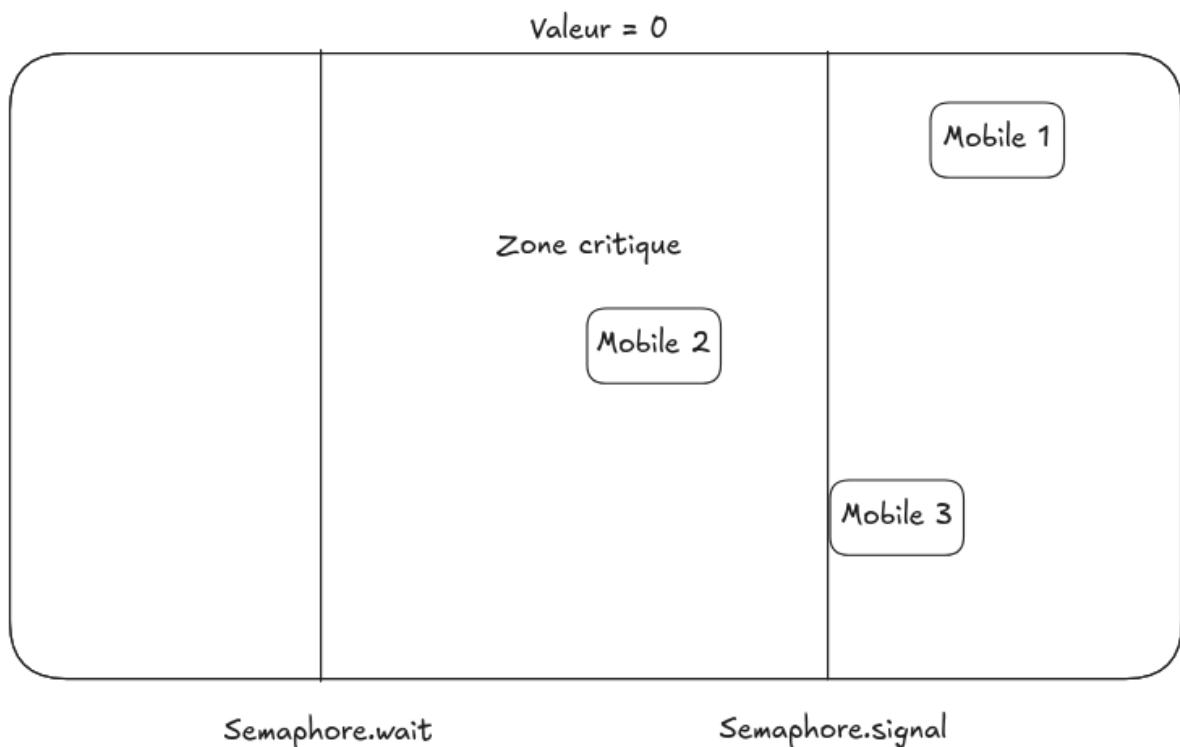 Valeur = 0
Mobile 1
Zone critique
Mobile 2
Mobile 3
Semaphore.wait
Semaphore.signal